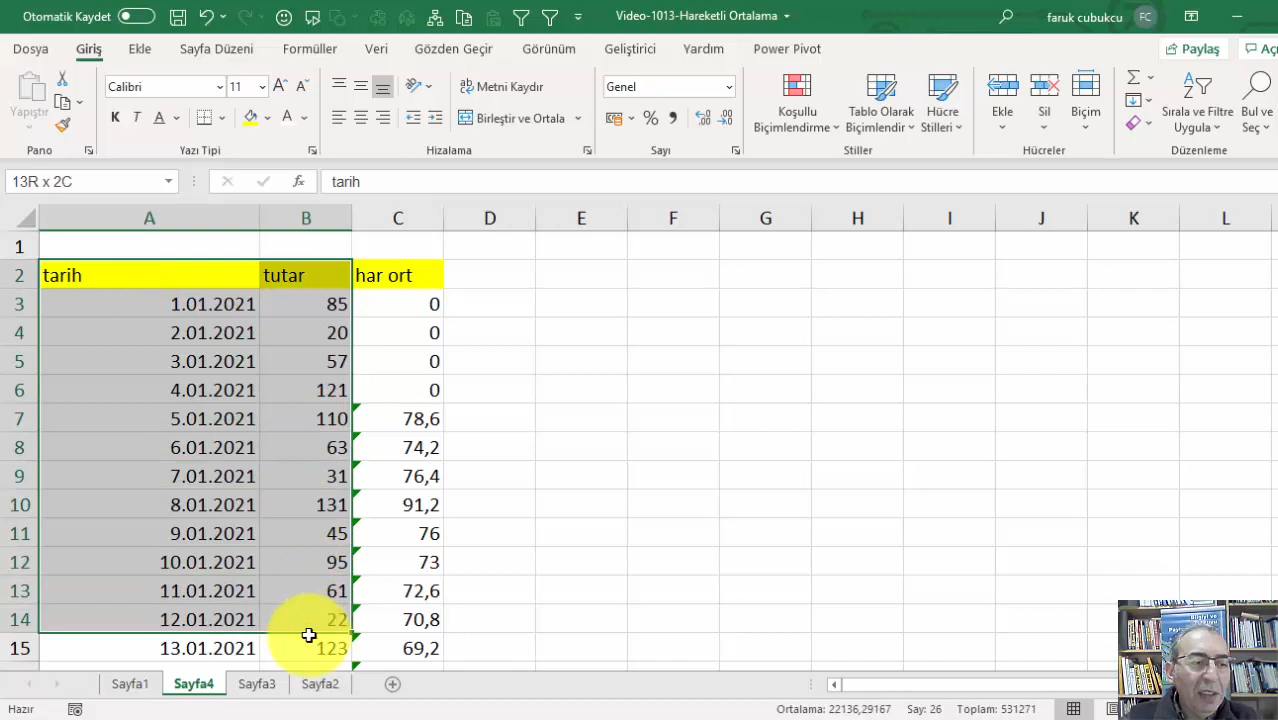 Otomatik Kaydet
Video-1013-Hareketli Ortalama
faruk cubukcu FC
Dosya Giriş Ekle Sayfa Düzeni Formüller Veri Gözden Geçir Görünüm Geliştirici Yardım Power Pivot Paylaş
Yapıştır
Calibri 11
K T A
Metni Kaydır
Birleştir ve Ortala
Genel
Koşullu Biçimlendirme
Tablo Olarak Biçimlendir
Hücre Stilleri
Ekle Sil Biçim
Sırala ve Filtre Uygula
Bul ve Seç
Pano Yazı Tipi Hizalama Sayı Stiller Hücreler Düzenleme
13R x 2C fx tarih
A B C D E F G H I J K L
1
2 tarih tutar har ort
3 1.01.2021 85 0
4 2.01.2021 20 0
5 3.01.2021 57 0
6 4.01.2021 121 0
7 5.01.2021 110 78,6
8 6.01.2021 63 74,2
9 7.01.2021 31 76,4
10 8.01.2021 131 91,2
11 9.01.2021 45 76
12 10.01.2021 95 73
13 11.01.2021 61 72,6
14 12.01.2021 22 70,8
15 13.01.2021 123 69,2
Sayfa1 Sayfa4 Sayfa3 Sayfa2
Hazır Ortalama: 22136,29167 Say: 26 Toplam: 531271